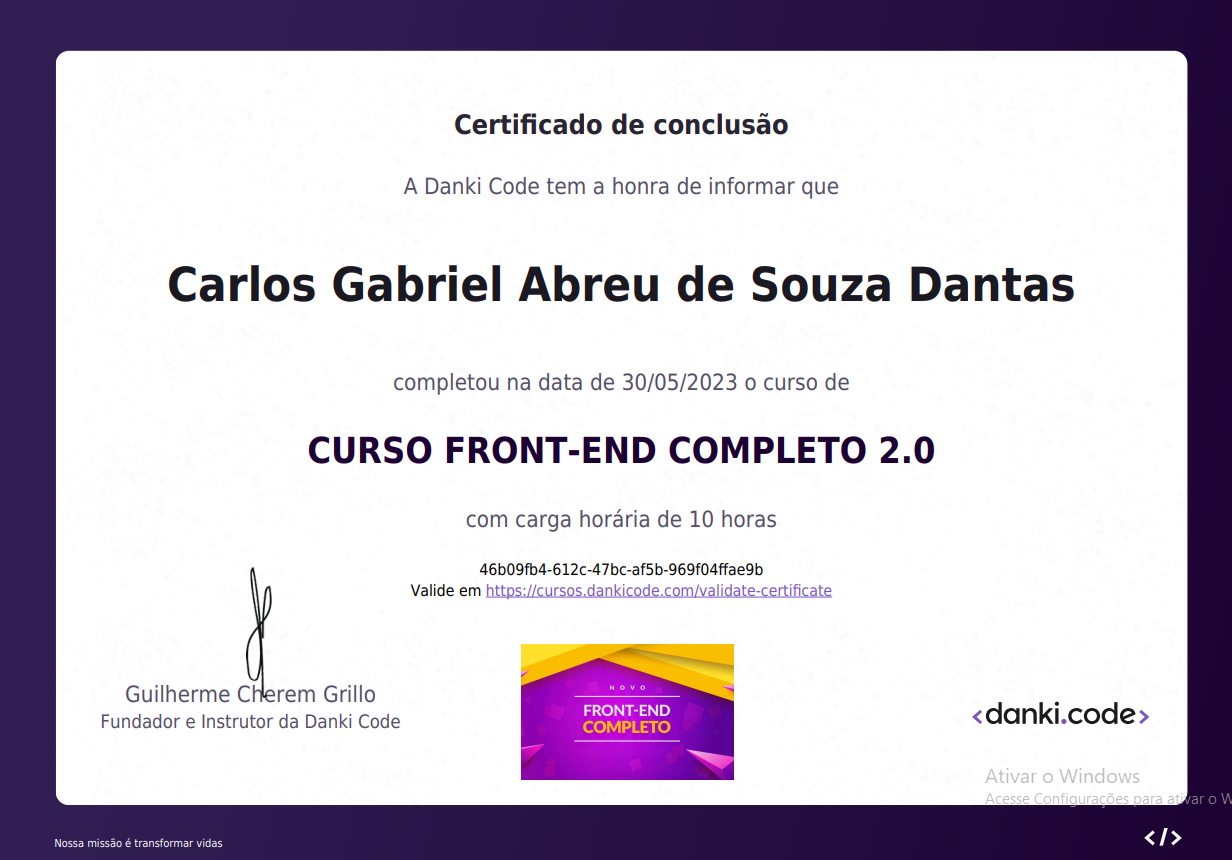 Certificado de conclusão
A Danki Code tem a honra de informar que
Carlos Gabriel Abreu de Souza Dantas
completou na data de 30/05/2023 o curso de
CURSO FRONT-END COMPLETO 2.0
com carga horária de 10 horas
46b09fb4-612c-47bc-af5b-969f04ffae9b
Valide em https://cursos.dankicode.com/validate-certificate
Guilherme Cherem Grillo
Fundador e Instrutor da Danki Code
NOVO
FRONT-END
COMPLETO
<danki.code>
Ativar o Windows
Acesse Configurações para ativar o W
Nossa missão é transformar vidas
</>